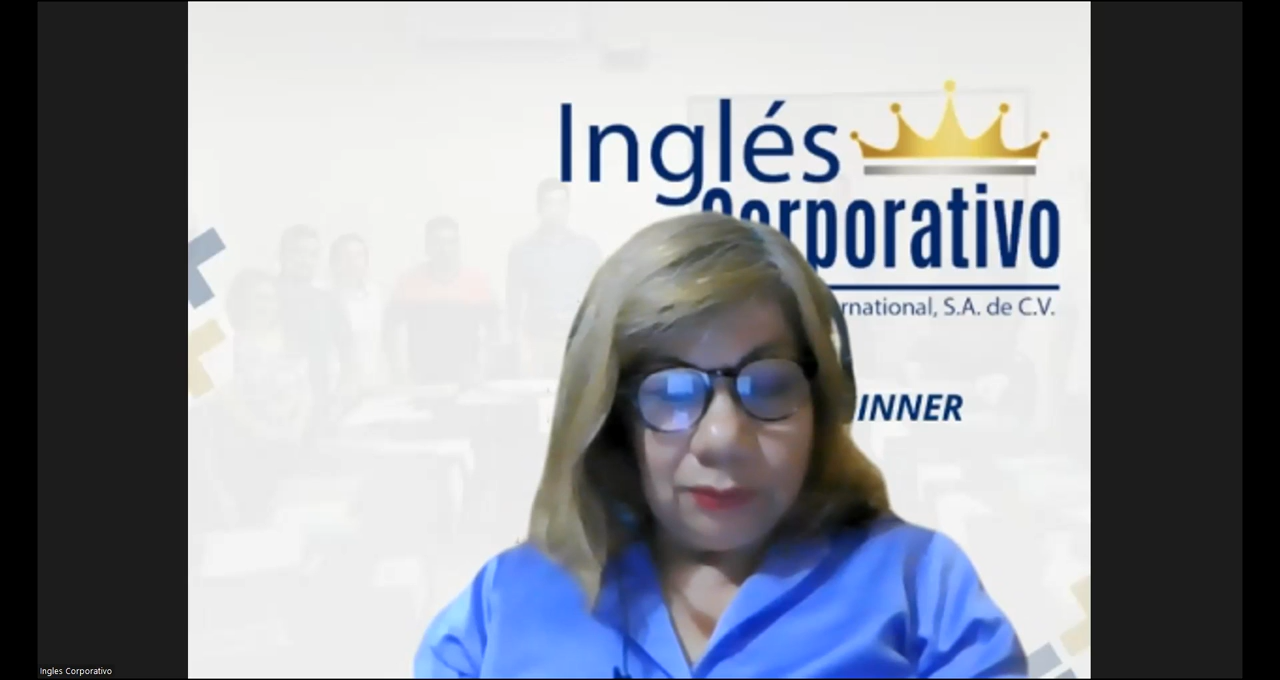 Inglés
Corporativo
rnational, S.A. de C.V.
INNER
Ingles Corporativo